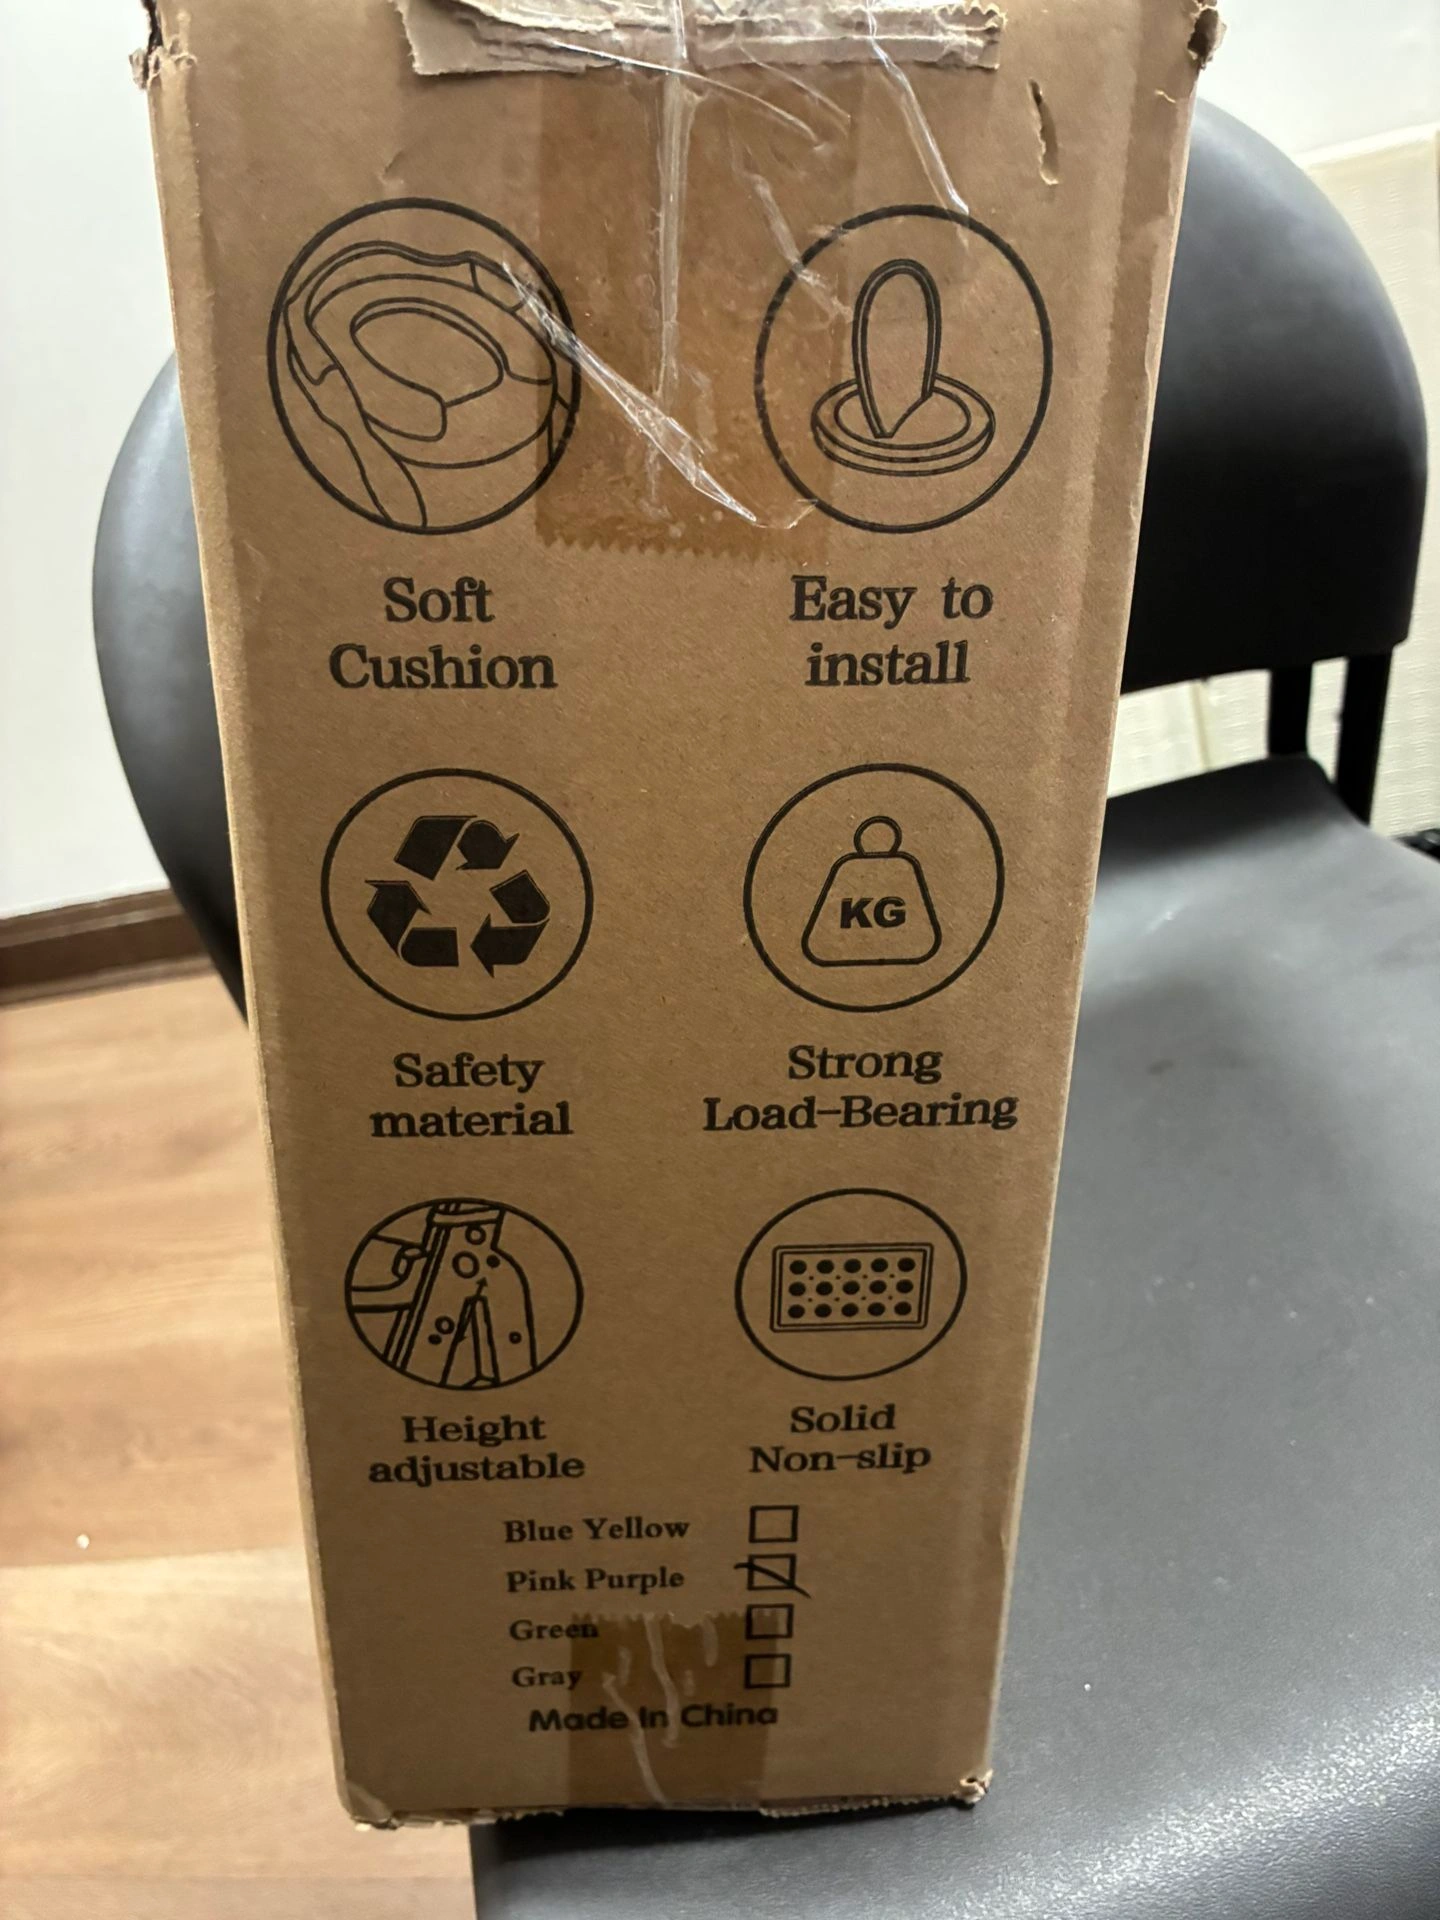 Soft
Cushion
Easy to
install
KG
Safety
material
Strong
Load-Bearing
Height
adjustable
Solid
Non-slip
Blue Yellow
Pink Purple
Green
Gray
Made In China